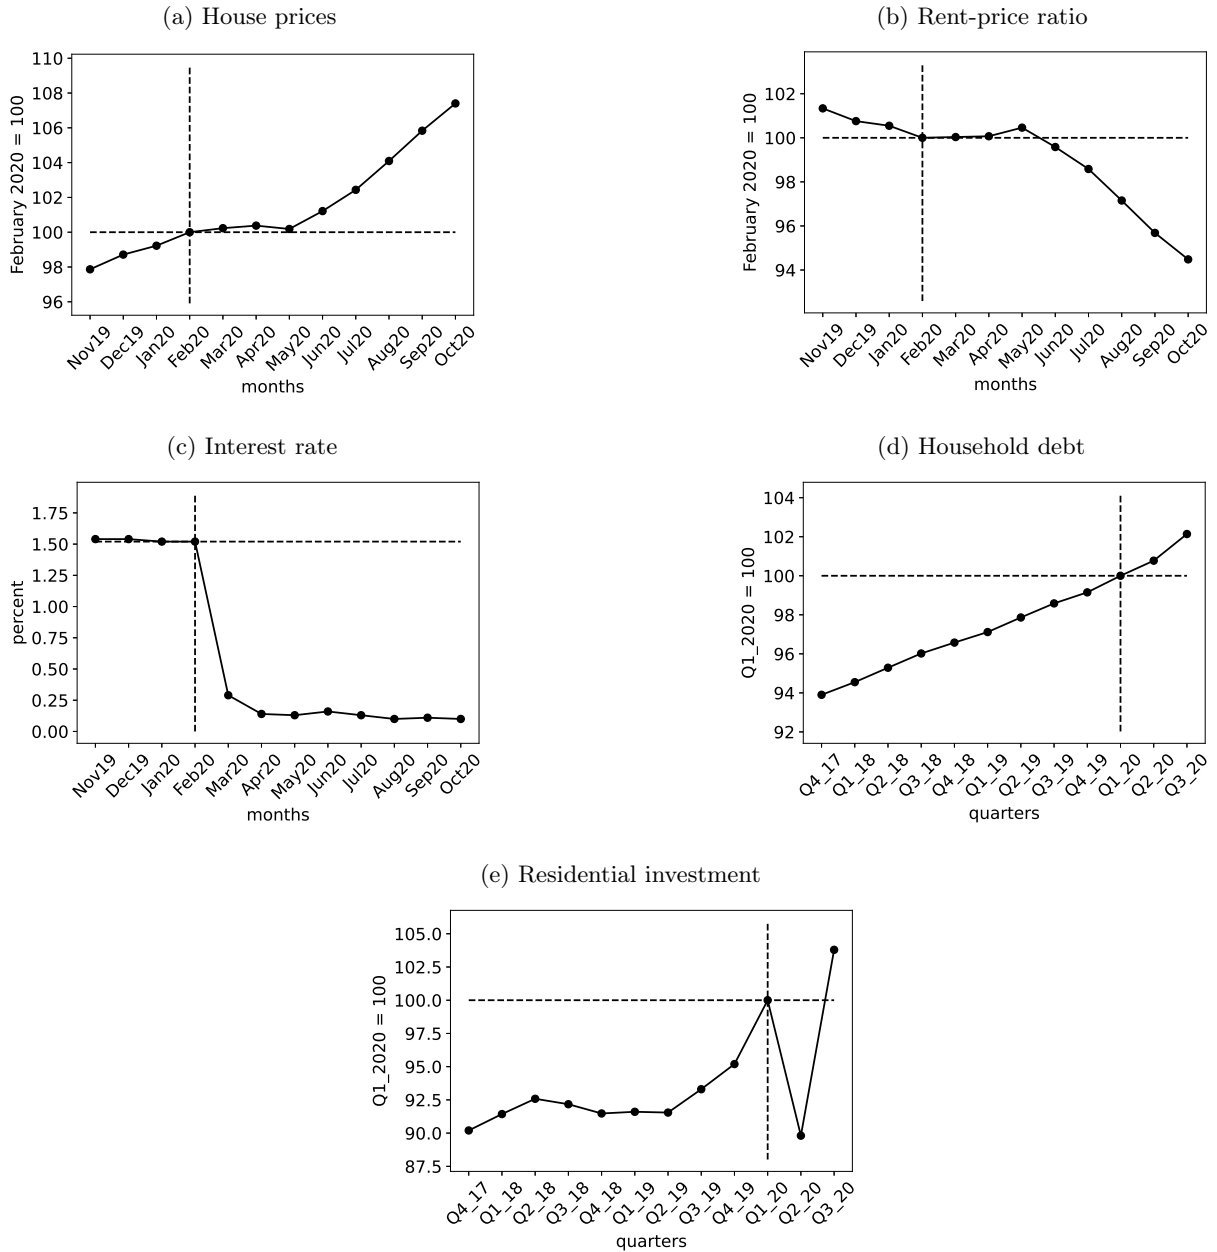 (a) House prices
110
108
106
104
102
100
98
96
February 2020 = 100
Nov19 Dec19 Jan20 Feb20 Mar20 Apr20 May20 Jun20 Jul20 Aug20 Sep20 Oct20
months
(b) Rent-price ratio
102
100
98
96
94
February 2020 = 100
Nov19 Dec19 Jan20 Feb20 Mar20 Apr20 May20 Jun20 Jul20 Aug20 Sep20 Oct20
months
(c) Interest rate
1.75
1.50
1.25
1.00
0.75
0.50
0.25
0.00
percent
Nov19 Dec19 Jan20 Feb20 Mar20 Apr20 May20 Jun20 Jul20 Aug20 Sep20 Oct20
months
(d) Household debt
104
102
100
98
96
94
92
Q1_2020 = 100
Q4_17 Q1_18 Q2_18 Q3_18 Q4_18 Q1_19 Q2_19 Q3_19 Q4_19 Q1_20 Q2_20 Q3_20
quarters
(e) Residential investment
105.0
102.5
100.0
97.5
95.0
92.5
90.0
87.5
Q1_2020 = 100
Q4_17 Q1_18 Q2_18 Q3_18 Q4_18 Q1_19 Q2_19 Q3_19 Q4_19 Q1_20 Q2_20 Q3_20
quarters